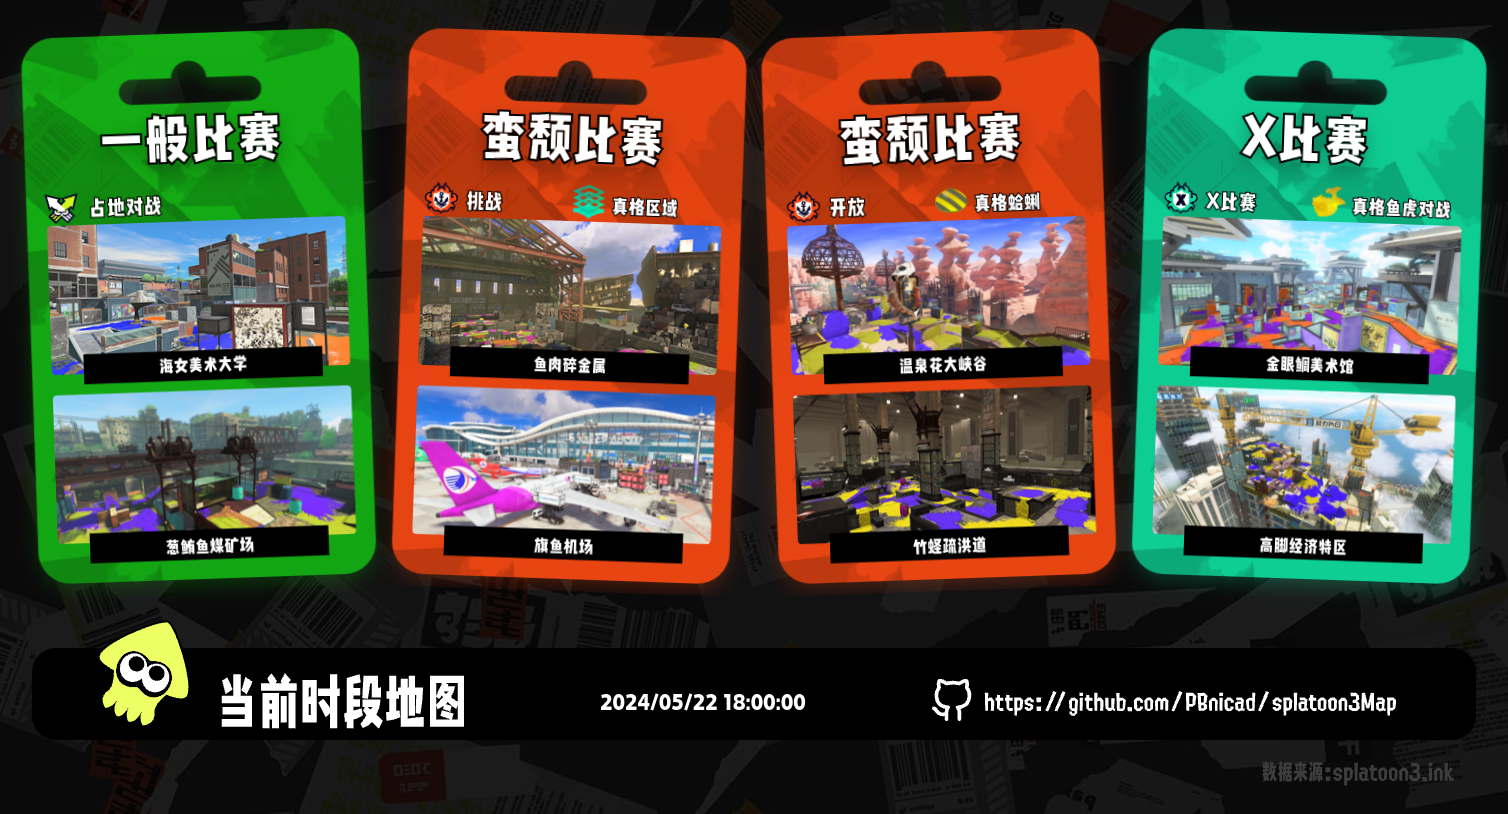 一般比赛
占地对战
海女美术大学
葱鲔鱼煤矿场
蛮颓比赛
挑战
真格区域
鱼肉碎金属
旗鱼机场
蛮颓比赛
开放
真格蛤蜊
温泉花大峡谷
竹蛏疏洪道
X比赛
X比赛
真格鱼虎对战
金眼鲷美术馆
高脚经济特区
当前时段地图
2024/05/22 18:00:00
https://github.com/PBnicad/splatoon3Map
数据来源:splatoon3.ink